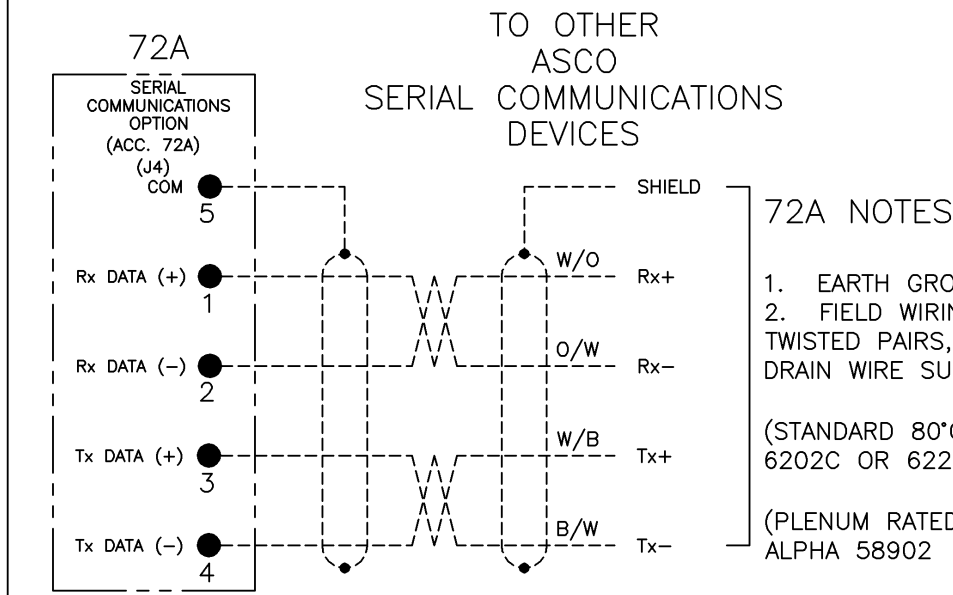 TO OTHER
ASCO
SERIAL COMMUNICATIONS
DEVICES
72A
SERIAL
COMMUNICATIONS
OPTION
(ACC. 72A)
(J4)
COM
5
SHIELD
Rx DATA (+)
1
W/O
Rx+
Rx DATA (-)
2
O/W
Rx-
Tx DATA (+)
3
W/B
Tx+
Tx DATA (-)
4
B/W
Tx-
72A NOTES
1. EARTH
2. FIELD
TWISTED PAIRS,
DRAIN WIRE
(STANDARD
6202C OR
(PLENUM
ALPHA 58902